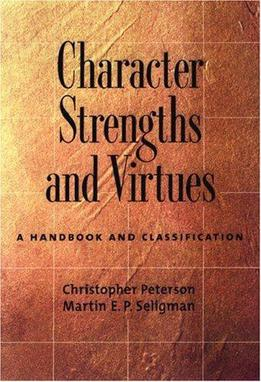 Character
Strengths
and Virtues
A HANDBOOK AND CLASSIFICATION
Christopher Peterson
Martin E. P. Seligman